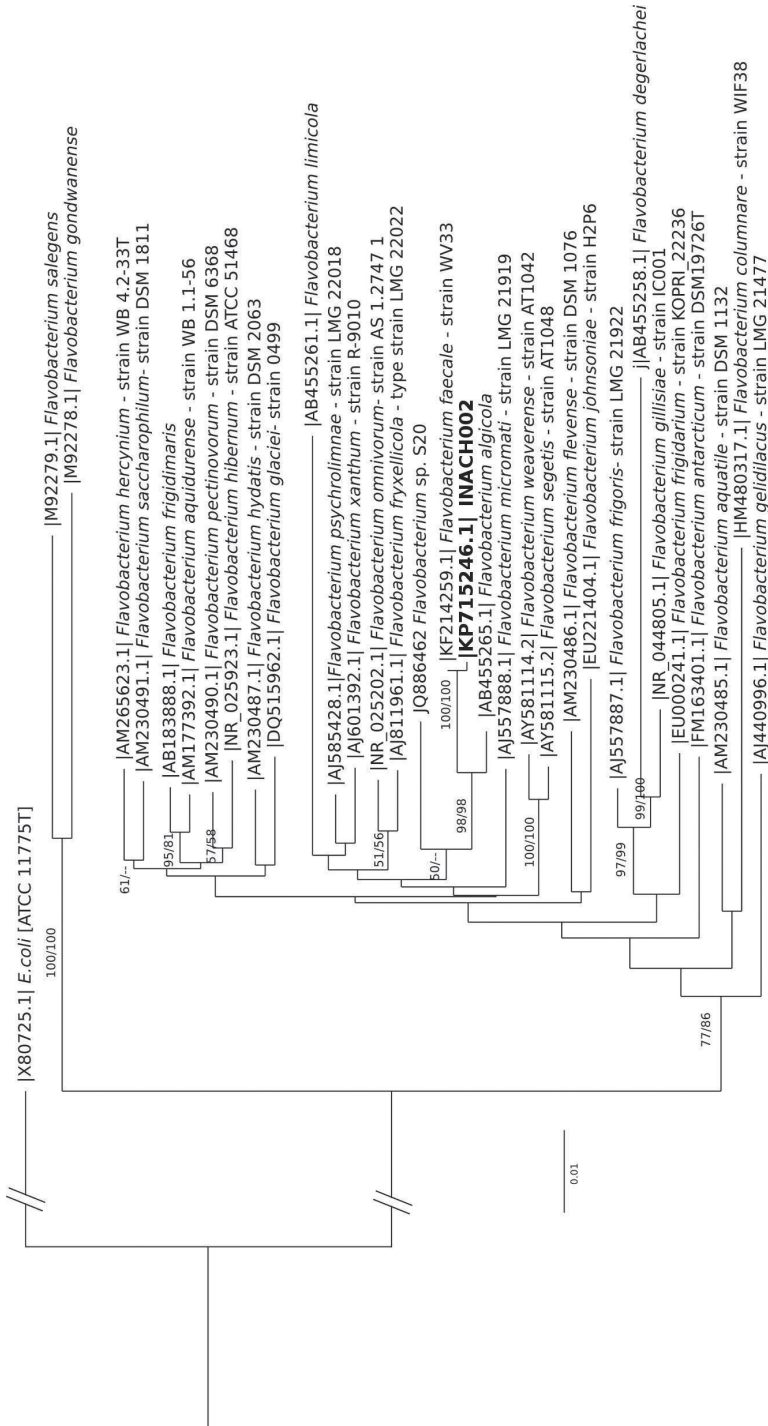 |X80725.1| E.coli [ATCC 11775T]
100/100
|M92279.1| Flavobacterium salegens
|M92278.1| Flavobacterium gondwanense
|AM265623.1| Flavobacterium hercynium - strain WB 4.2-33T
61/--
|AM230491.1| Flavobacterium saccharophilum- strain DSM 1811
95/81
|AB183888.1| Flavobacterium frigidimaris
|AM177392.1| Flavobacterium aquidurense - strain WB 1.1-56
57/58
|AM230490.1| Flavobacterium pectinovorum - strain DSM 6368
|NR_025923.1| Flavobacterium hibernum - strain ATCC 51468
|AM230487.1| Flavobacterium hydatis - strain DSM 2063
|DQ515962.1| Flavobacterium glaciei- strain 0499
|AB455261.1| Flavobacterium limicola
|AJ585428.1|Flavobacterium psychrolimnae - strain LMG 22018
|AJ601392.1| Flavobacterium xanthum - strain R-9010
51/56
|NR_025202.1| Flavobacterium omnivorum- strain AS 1.2747 1
|AJ811961.1| Flavobacterium fryxellicola - type strain LMG 22022
JQ886462 Flavobacterium sp. S20
50/--
100/100
|KF214259.1| Flavobacterium faecale - strain WV33
|KP715246.1| INACH002
98/98
|AB455265.1| Flavobacterium algicola
|AJ557888.1| Flavobacterium micromati - strain LMG 21919
100/100
|AY581114.2| Flavobacterium weaverense - strain AT1042
|AY581115.2| Flavobacterium segetis - strain AT1048
|AM230486.1| Flavobacterium flevense - strain DSM 1076
|EU221404.1| Flavobacterium johnsoniae - strain H2P6
97/99
|AJ557887.1| Flavobacterium frigoris- strain LMG 21922
99/100
j|AB455258.1| Flavobacterium degerlachei
|NR_044805.1| Flavobacterium gillisiae - strain IC001
|EU000241.1| Flavobacterium frigidarium - strain KOPRI_22236
|FM163401.1| Flavobacterium antarcticum - strain DSM19726T
77/86
|AM230485.1| Flavobacterium aquatile - strain DSM 1132
|HM480317.1| Flavobacterium columnare - strain WIF38
|AJ440996.1| Flavobacterium gelidilacus - strain LMG 21477
0.01